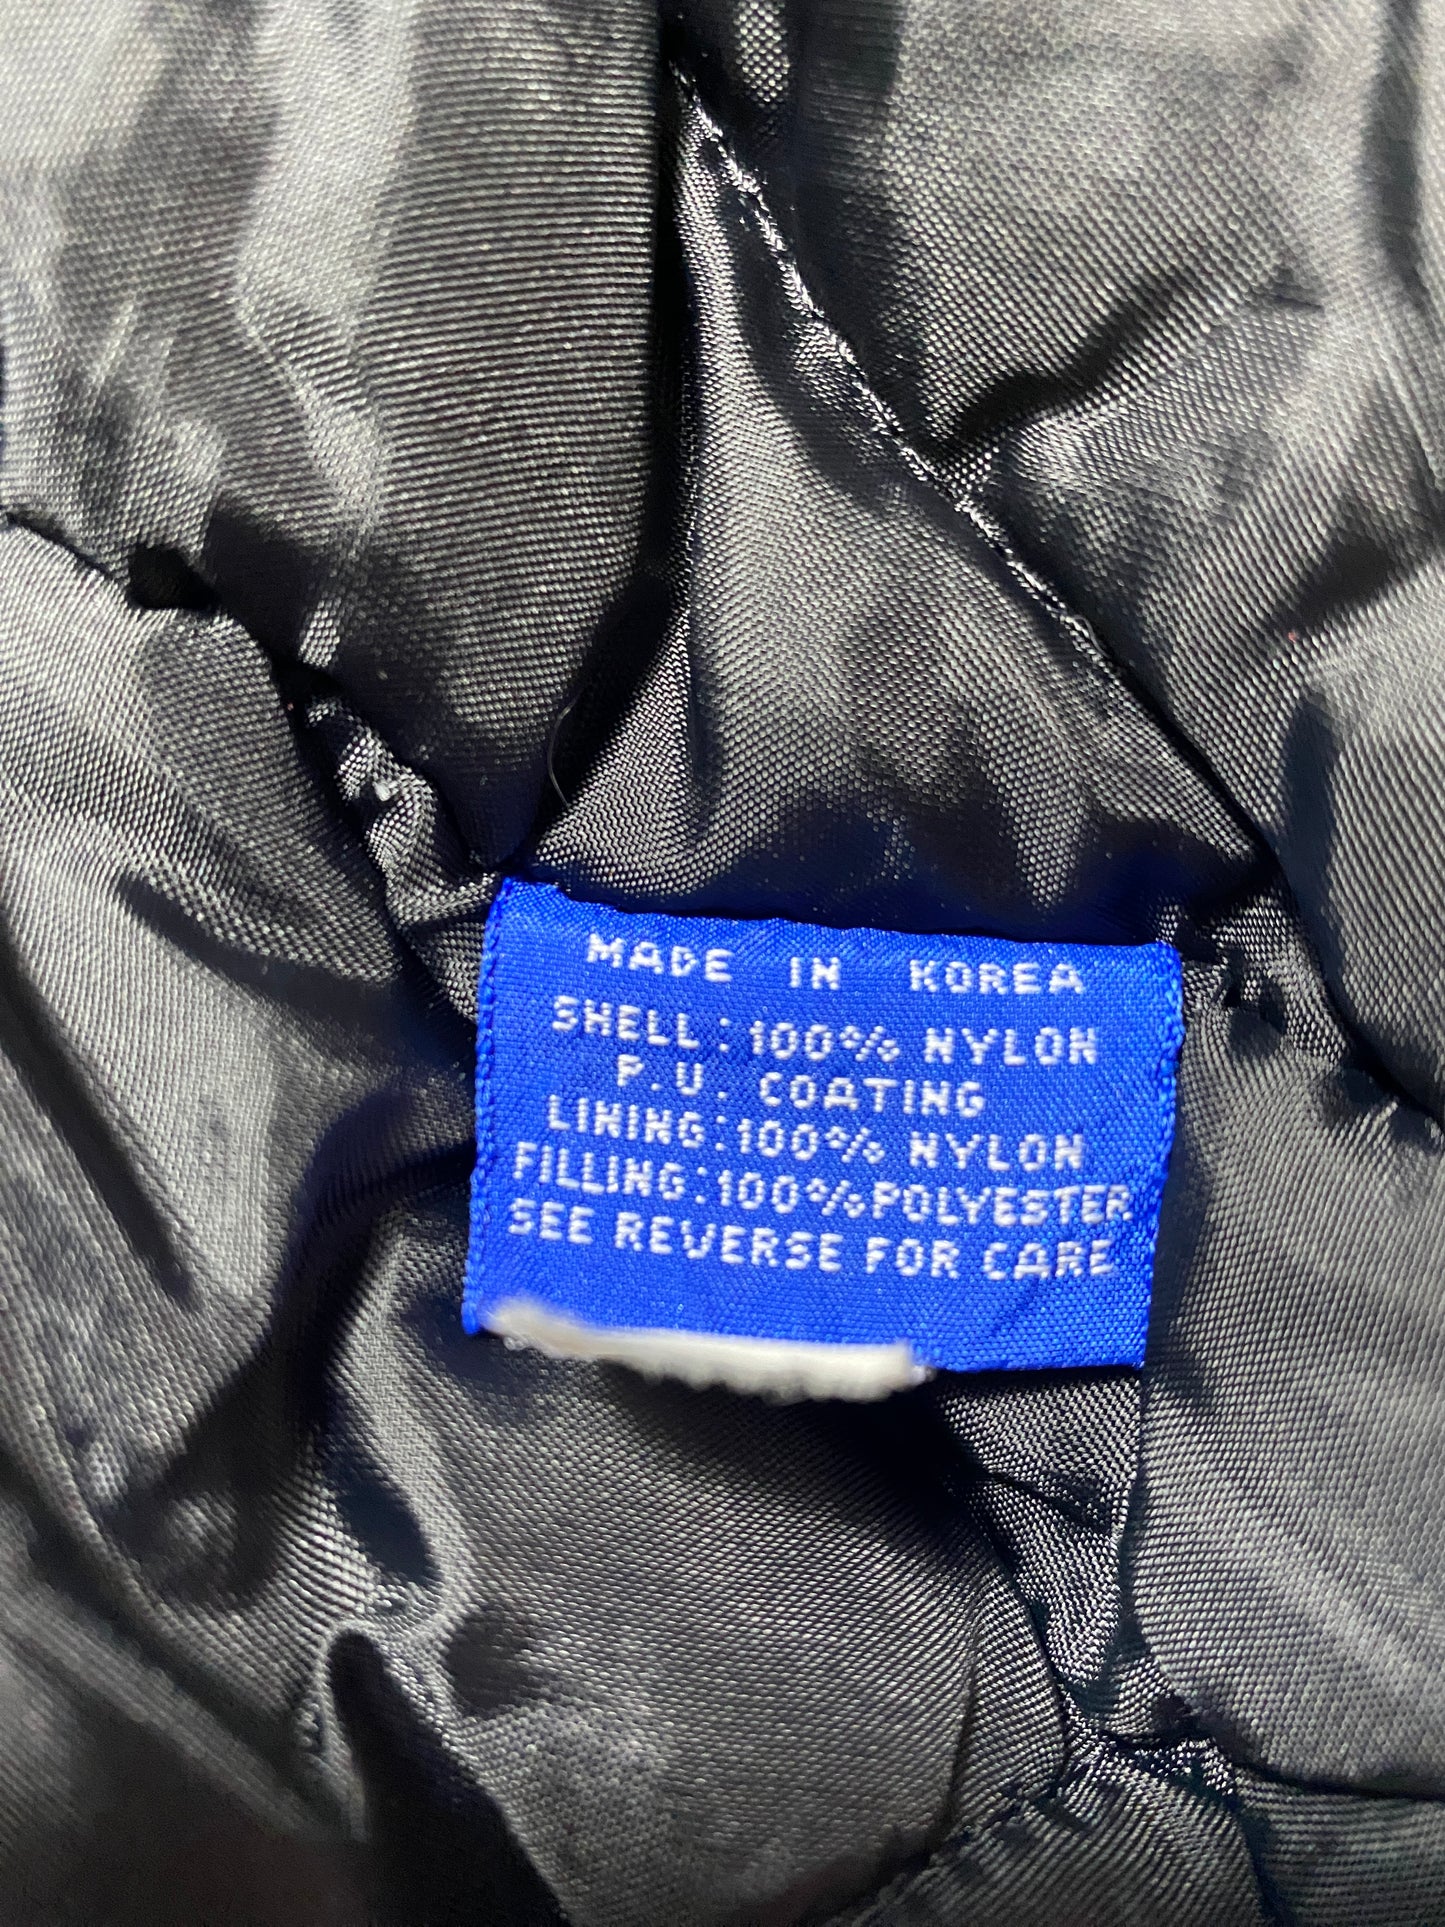 MADE IN KOREA
SHELL: 100% NYLON
P.U. COATING
LINING: 100% NYLON
FILLING: 100% POLYESTER
SEE REVERSE FOR CARE